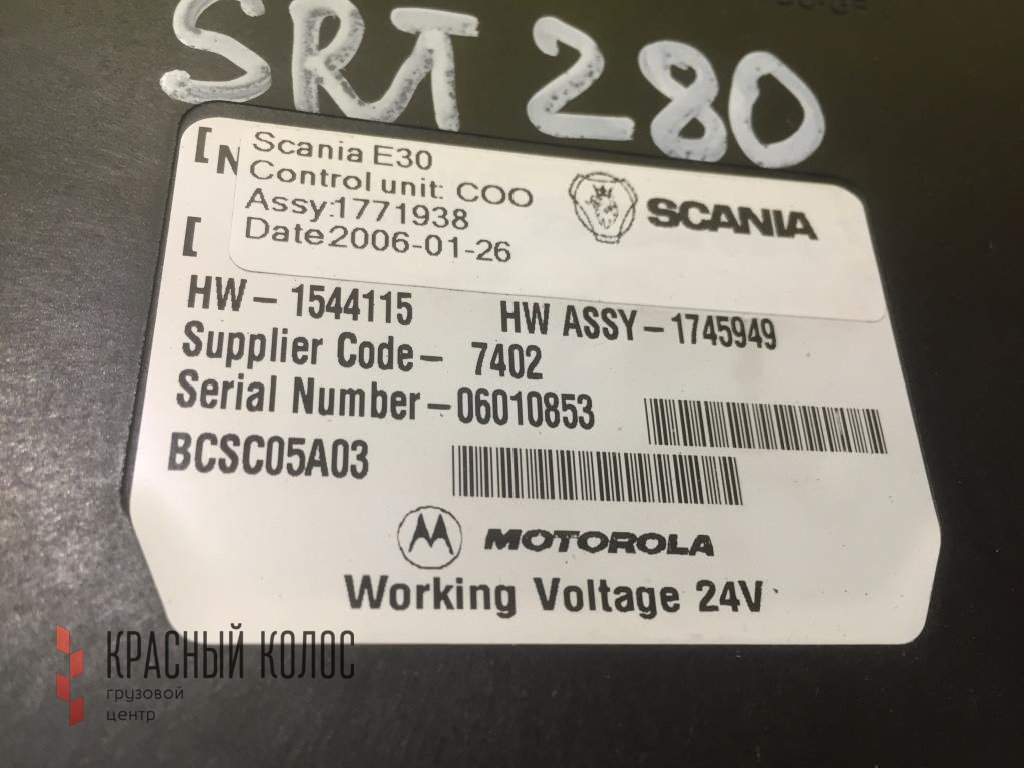 SRT 280
Scania E30
Control unit: COO
Assy:1771938
Date2006-01-26
SCANIA
[N
[
HW-1544115 HW ASSY-1745949
Supplier Code- 7402
Serial Number-06010853
BCSC05A03
MOTOROLA
Working Voltage 24V
КРАСНЫЙ КОЛОС
грузовой
центр